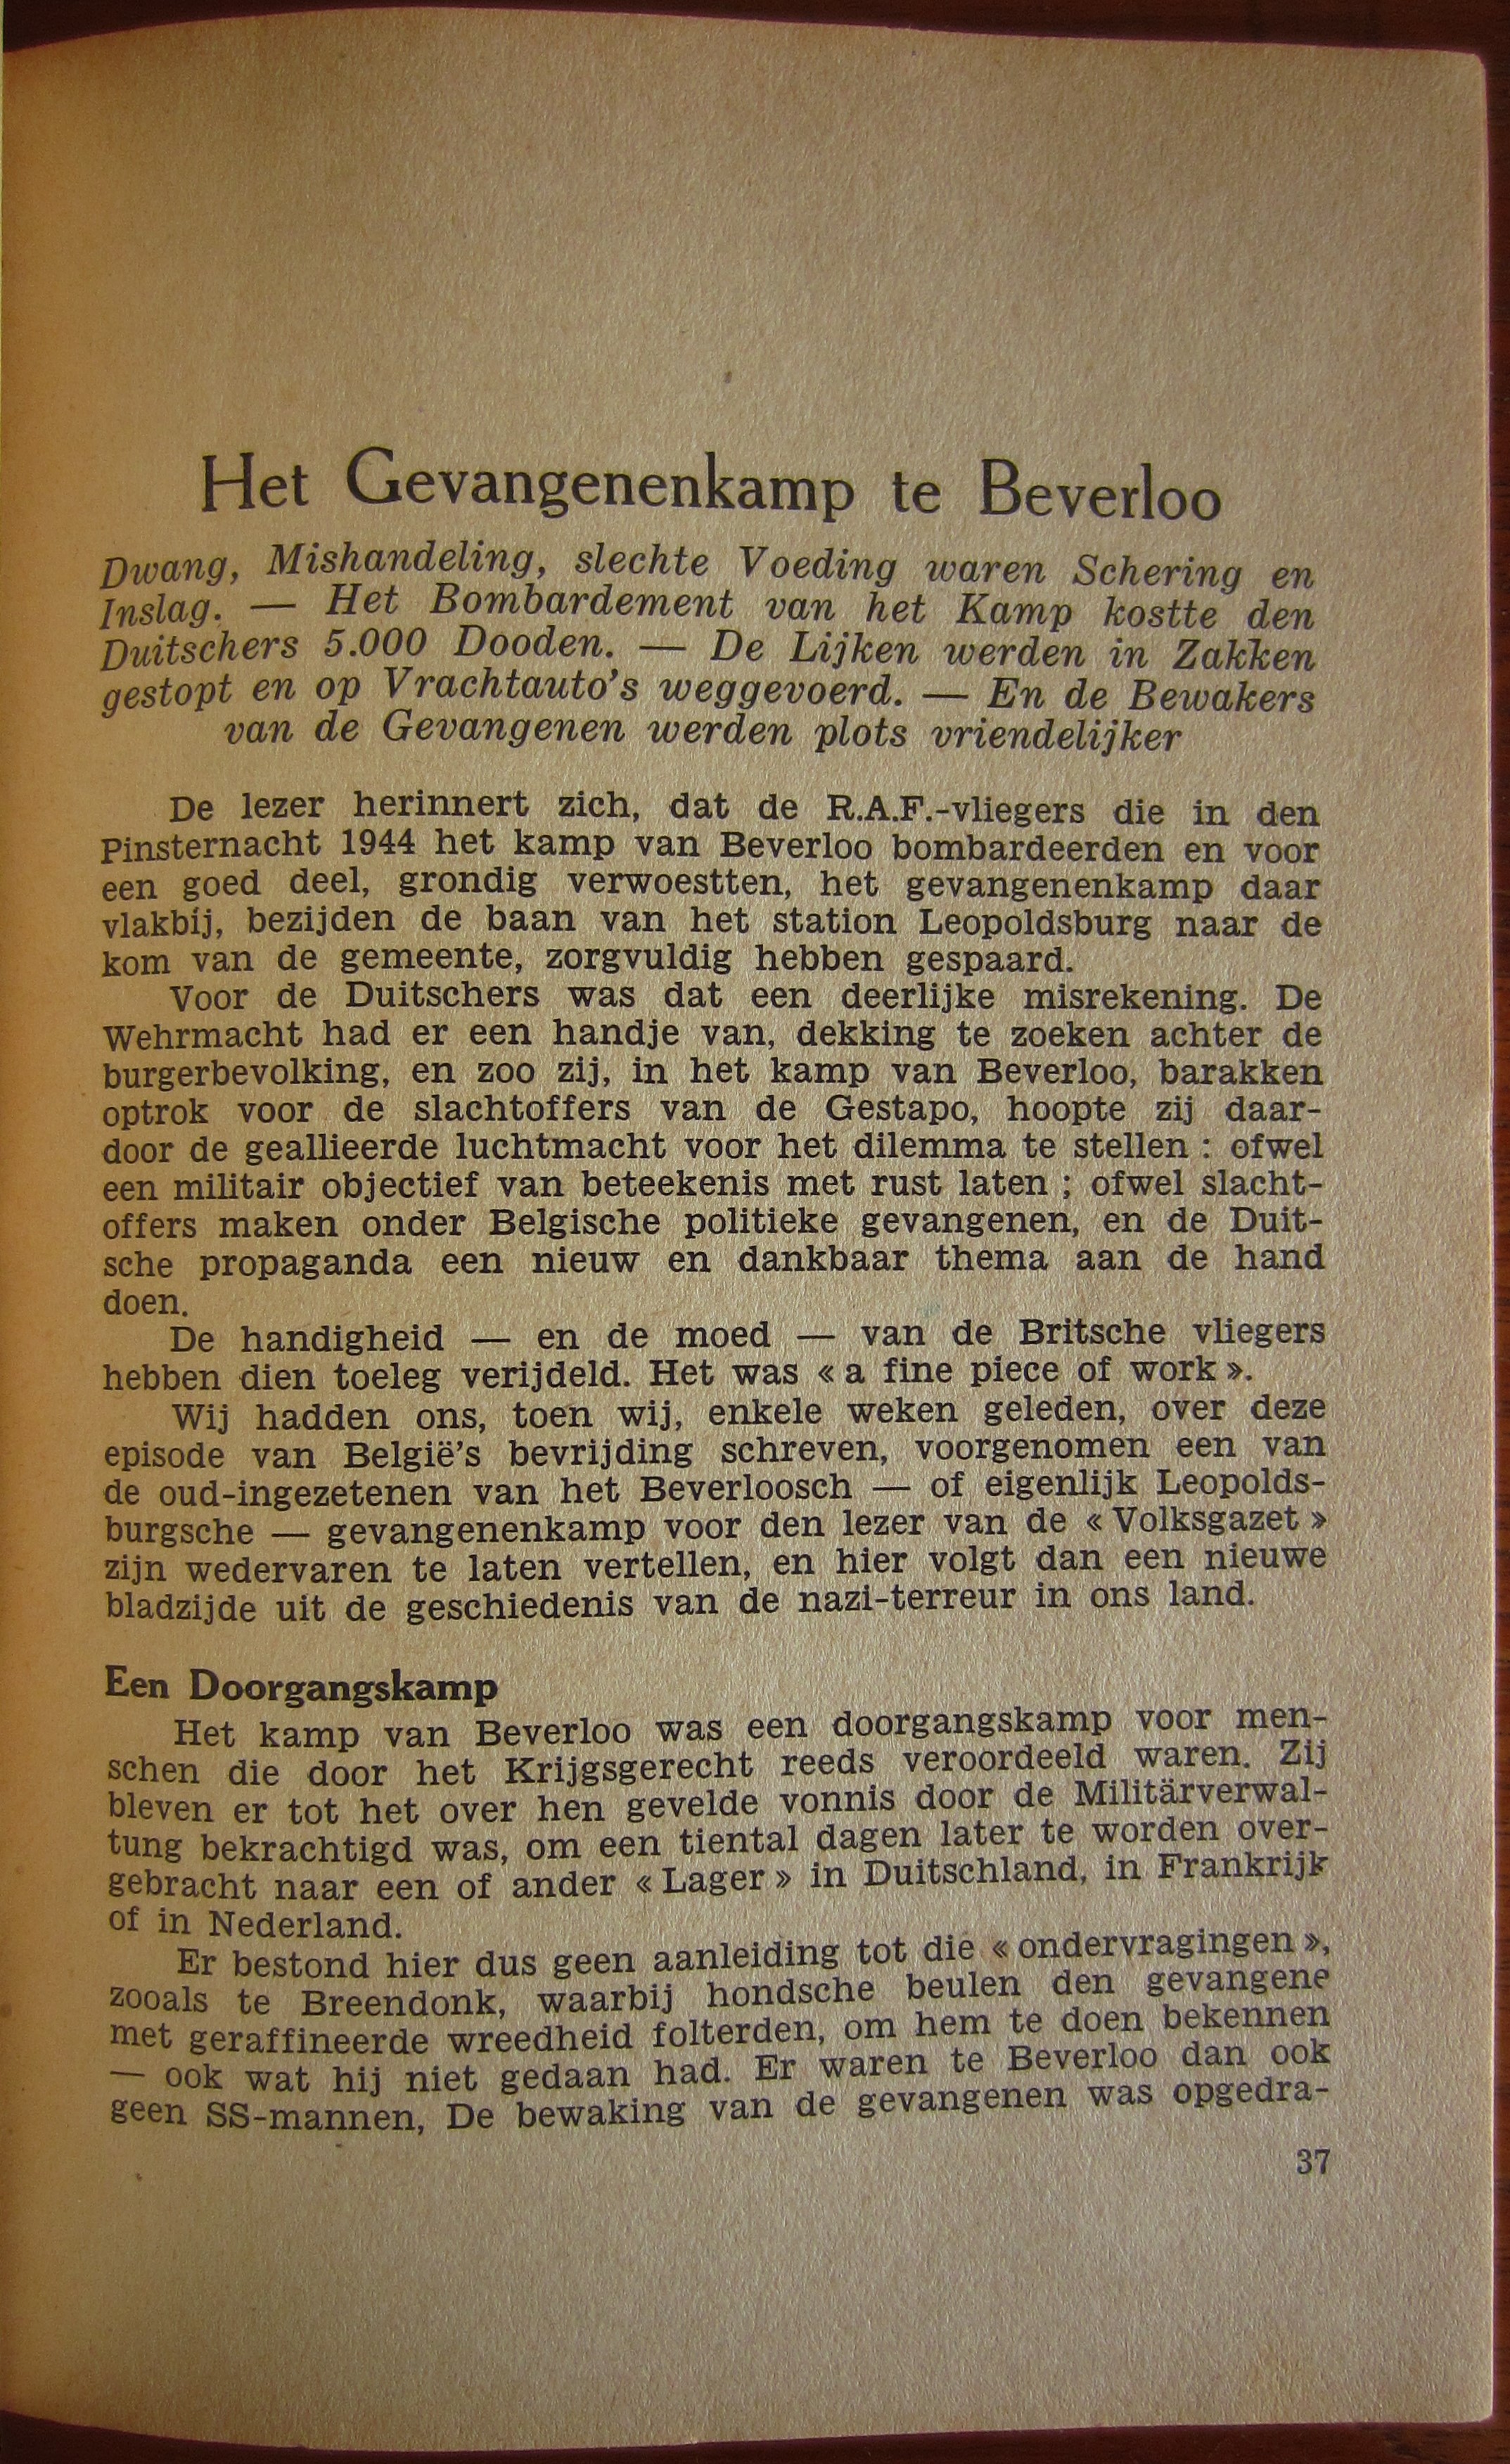 Het Gevangenenkamp te Beverloo
Dwang, Mishandeling, slechte Voeding waren Schering en
Inslag. — Het Bombardement van het Kamp kostte den
Duitschers 5.000 Dooden. — De Lijken werden in Zakken
gestopt en op Vrachtauto's weggevoerd. — En de Bewakers
van de Gevangenen werden plots vriendelijker
De lezer herinnert zich, dat de R.A.F.-vliegers die in den
Pinsternacht 1944 het kamp van Beverloo bombardeerden en voor
een goed deel, grondig verwoestten, het gevangenenkamp daar
vlakbij, bezijden de baan van het station Leopoldsburg naar de
kom van de gemeente, zorgvuldig hebben gespaard.
Voor de Duitschers was dat een deerlijke misrekening. De
Wehrmacht had er een handje van, dekking te zoeken achter de
burgerbevolking, en zoo zij, in het kamp van Beverloo, barakken
optrok voor de slachtoffers van de Gestapo, hoopte zij daar-
door de geallieerde luchtmacht voor het dilemma te stellen : ofwel
een militair objectief van beteekenis met rust laten ; ofwel slacht-
offers maken onder Belgische politieke gevangenen, en de Duit-
sche propaganda een nieuw en dankbaar thema aan de hand
doen.
De handigheid — en de moed — van de Britsche vliegers
hebben dien toeleg verijdeld. Het was « a fine piece of work ».
Wij hadden ons, toen wij, enkele weken geleden, over deze
episode van België's bevrijding schreven, voorgenomen een van
de oud-ingezetenen van het Beverloosch — of eigenlijk Leopolds-
burgsche — gevangenenkamp voor den lezer van de « Volksgazet »
zijn wedervaren te laten vertellen, en hier volgt dan een nieuwe
bladzijde uit de geschiedenis van de nazi-terreur in ons land.
Een Doorgangskamp
Het kamp van Beverloo was een doorgangskamp voor men-
schen die door het Krijgsgerecht reeds veroordeeld waren. Zij
bleven er tot het over hen gevelde vonnis door de Militärverwal-
tung bekrachtigd was, om een tiental dagen later te worden over-
gebracht naar een of ander « Lager » in Duitschland, in Frankrijk
of in Nederland.
Er bestond hier dus geen aanleiding tot die « ondervragingen »,
zooals te Breendonk, waarbij hondsche beulen den gevangene
met geraffineerde wreedheid folterden, om hem te doen bekennen
— ook wat hij niet gedaan had. Er waren te Beverloo dan ook
geen SS-mannen, De bewaking van de gevangenen was opgedra-
37